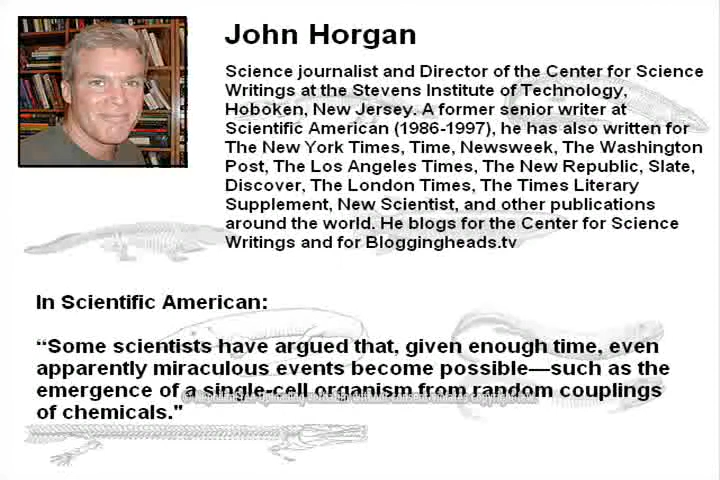 John Horgan
Science journalist and Director of the Center for Science
Writings at the Stevens Institute of Technology,
Hoboken, New Jersey. A former senior writer at
Scientific American (1986-1997), he has also written for
The New York Times, Time, Newsweek, The Washington
Post, The Los Angeles Times, The New Republic, Slate,
Discover, The London Times, The Times Literary
Supplement, New Scientist, and other publications
around the world. He blogs for the Center for Science
Writings and for Bloggingheads.tv
In Scientific American:
“Some scientists have argued that, given enough time, even
apparently miraculous events become possible—such as the
emergence of a single-cell organism from random couplings
of chemicals."